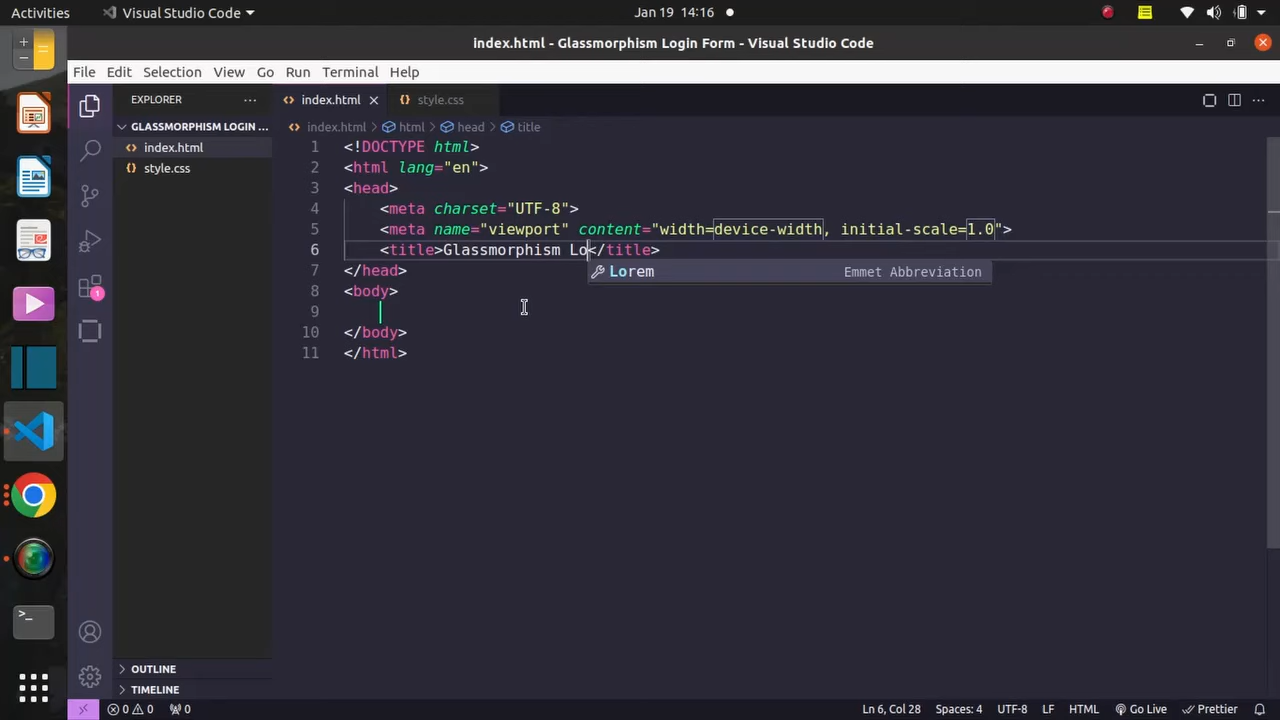 Activities
Visual Studio Code
Jan 19 14:16
index.html - Glassmorphism Login Form - Visual Studio Code
File Edit Selection View Go Run Terminal Help
EXPLORER
index.html
style.css
GLASSMORPHISM LOGIN ...
index.html > html > head > title
index.html
style.css
1 <!DOCTYPE html>
2 <html lang="en">
3 <head>
4 <meta charset="UTF-8">
5 <meta name="viewport" content="width=device-width, initial-scale=1.0">
6 <title>Glassmorphism Lo</title>
Lorem Emmet Abbreviation
7 </head>
8 <body>
9
10 </body>
11 </html>
1
OUTLINE
TIMELINE
0 0 0
Ln 6, Col 28 Spaces: 4 UTF-8 LF HTML Go Live Prettier